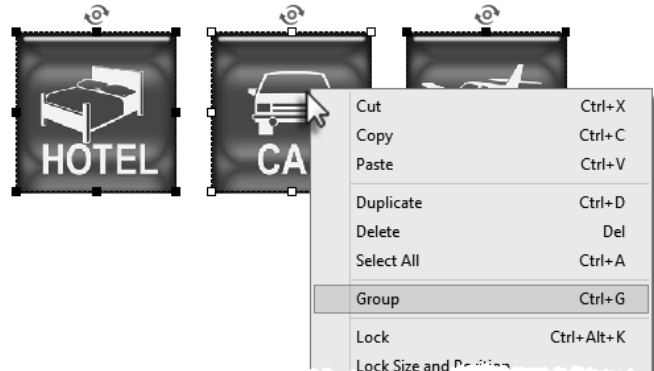 HOTEL
CA
Cut Ctrl+X
Copy Ctrl+C
Paste Ctrl+V
Duplicate Ctrl+D
Delete Del
Select All Ctrl+A
Group Ctrl+G
Lock Ctrl+Alt+K
Lock Size and Position